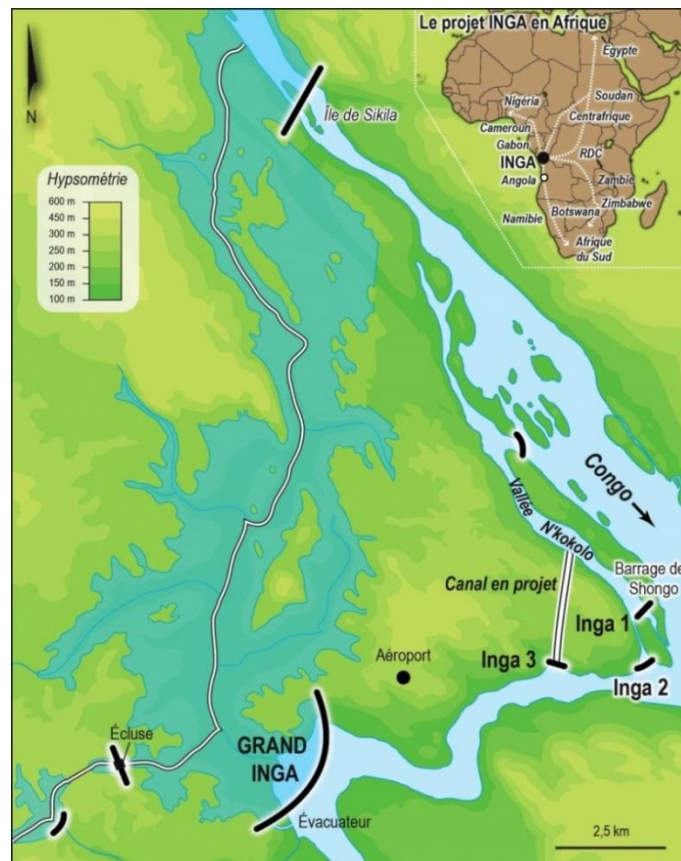 Le projet INGA en Afrique
Égypte
Nigéria
Soudan
Cameroun
Centrafrique
Gabon
RDC
INGA
Angola
Zambie
Zimbabwe
Botswana
Namibie
Afrique
du Sud
N
Île de Sikila
Hypsométrie
600 m
300 m
250 m
200 m
150 m
100 m
Congo
Vallée
N'kokolo
Canal en projet
Barrage de
Shongo
Inga 1
Inga 3
Inga 2
Aéroport
Écluse
GRAND
INGA
Évacuateur
2,5 km